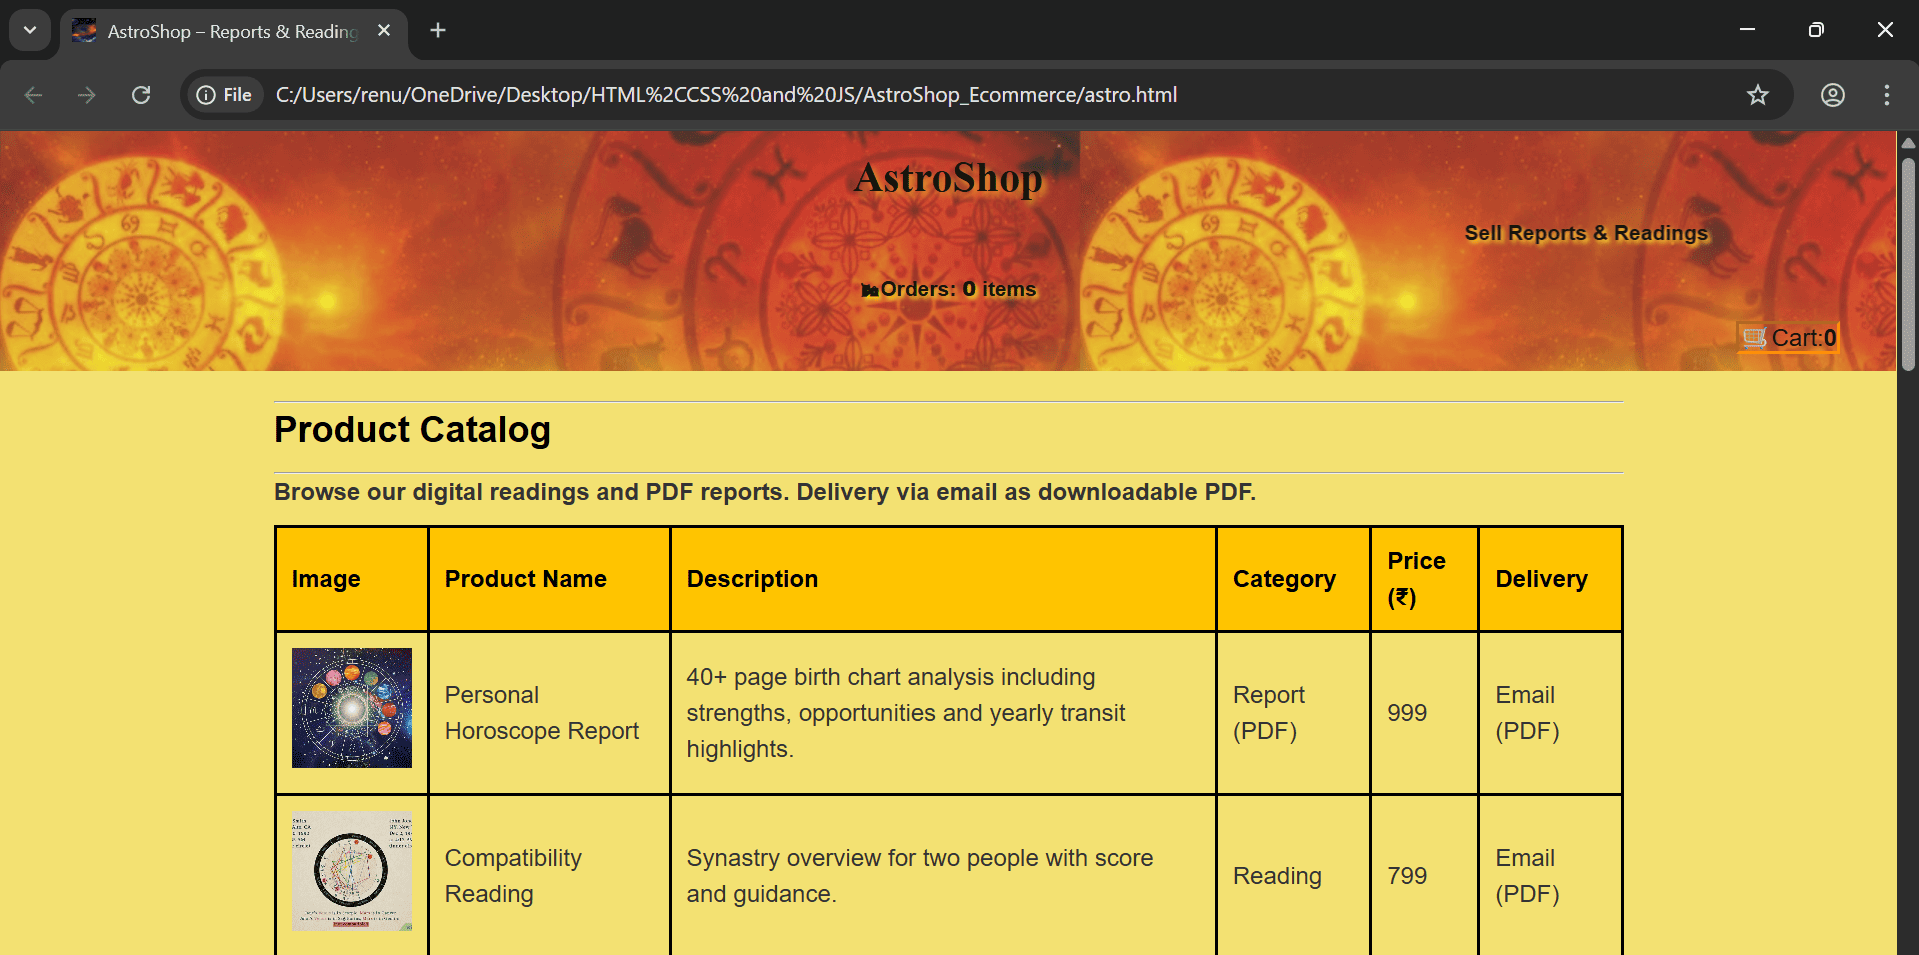 AstroShop – Reports & Reading
File
C:/Users/renu/OneDrive/Desktop/HTML%2CCSS%20and%20JS/AstroShop_Ecommerce/astro.html
AstroShop
Sell Reports & Readings
Orders: 0 items
Cart:0
Product Catalog
Browse our digital readings and PDF reports. Delivery via email as downloadable PDF.
Image
Product Name
Description
Category
Price
(₹)
Delivery
Personal
Horoscope Report
40+ page birth chart analysis including
strengths, opportunities and yearly transit
highlights.
Report
(PDF)
999
Email
(PDF)
Compatibility
Reading
Synastry overview for two people with score
and guidance.
Reading
799
Email
(PDF)